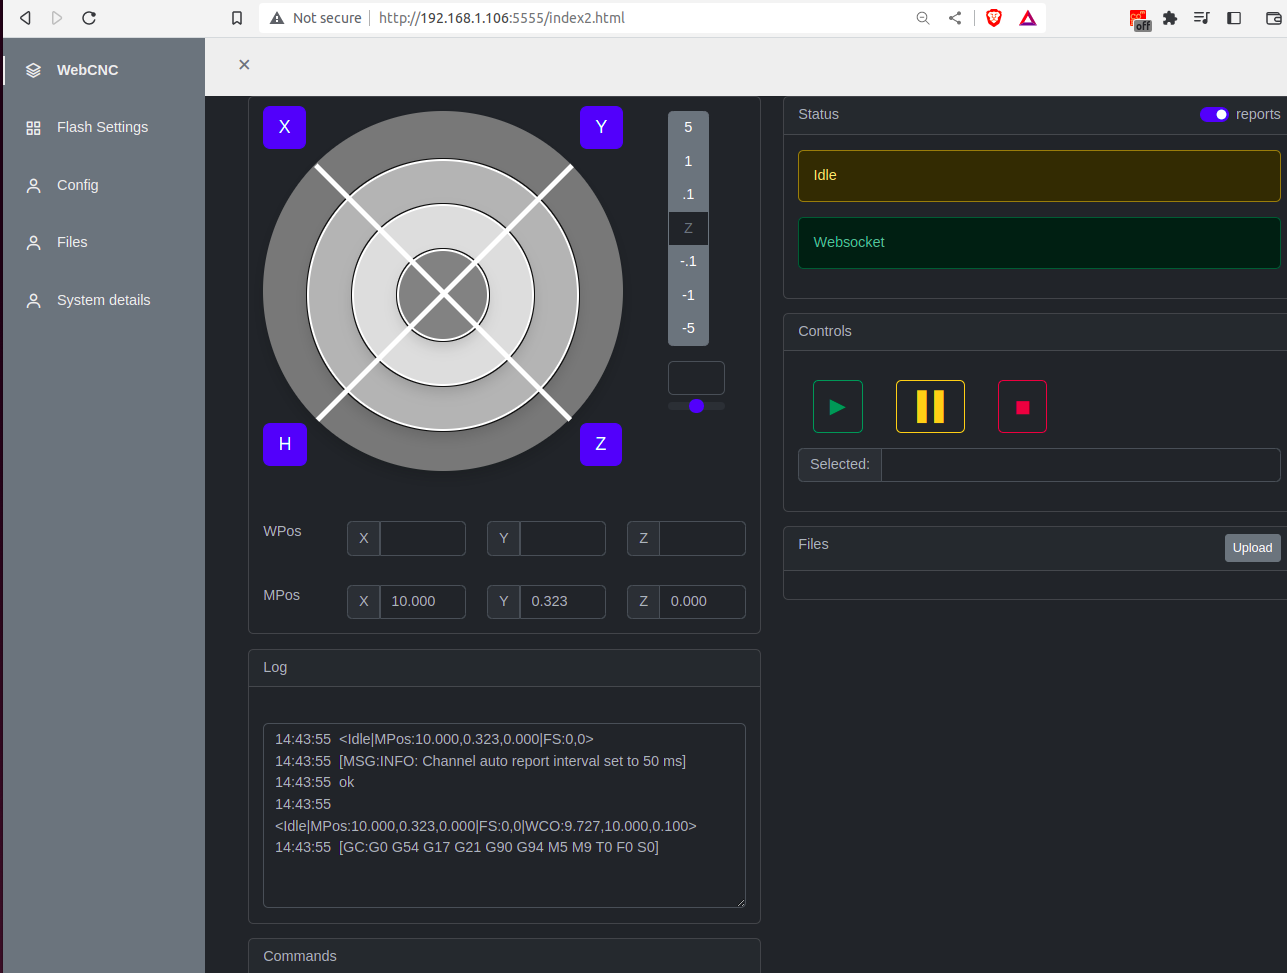 Not secure http://192.168.1.106:5555/index2.html
off
WebCNC
Flash Settings
Config
Files
System details
X
Y
H
Z
5
1
.1
Z
-.1
-1
-5
WPos X Y Z
MPos X 10.000 Y 0.323 Z 0.000
Log
14:43:55 <Idle|MPos:10.000,0.323,0.000|FS:0,0>
14:43:55 [MSG:INFO: Channel auto report interval set to 50 ms]
14:43:55 ok
14:43:55
<Idle|MPos:10.000,0.323,0.000|FS:0,0|WCO:9.727,10.000,0.100>
14:43:55 [GC:G0 G54 G17 G21 G90 G94 M5 M9 T0 F0 S0]
Commands
Status reports
Idle
Websocket
Controls
Selected:
Files Upload